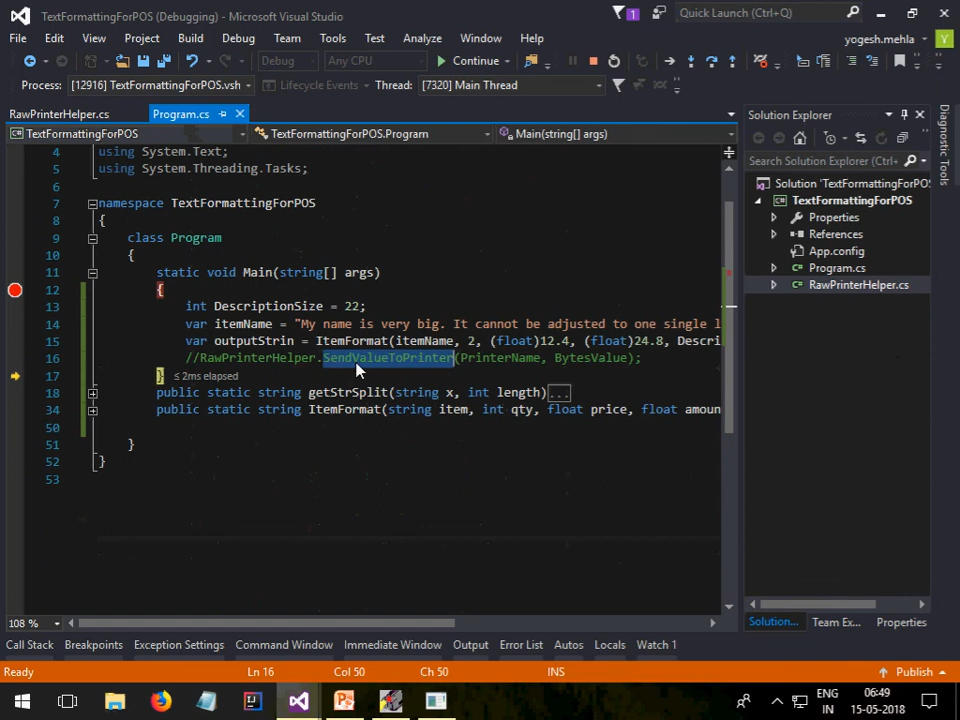 TextFormattingForPOS (Debugging) - Microsoft Visual Studio
1
Quick Launch (Ctrl+Q)
File Edit View Project Build Debug Team Tools Test Analyze Window Help
yogesh.mehla
Y
Debug Any CPU Continue
Process: [12916] TextFormattingForPOS.vsh Lifecycle Events Thread: [7320] Main Thread
RawPrinterHelper.cs Program.cs
TextFormattingForPOS TextFormattingForPOS.Program Main(string[] args)
4 using System.Text;
5 using System.Threading.Tasks;
6
7 namespace TextFormattingForPOS
8 {
9 class Program
10 {
11 static void Main(string[] args)
12 {
13 int DescriptionSize = 22;
14 var itemName = "My name is very big. It cannot be adjusted to one single l
15 var outputStrin = ItemFormat(itemName, 2, (float)12.4, (float)24.8, Descri
16 //RawPrinterHelper.SendValueToPrinter(PrinterName, BytesValue);
17 } ≤ 2ms elapsed
18 public static string getStrSplit(string x, int length)...
34 public static string ItemFormat(string item, int qty, float price, float amoun
50
51 }
52 }
53
108 %
Solution Explorer
Search Solution Explorer (Ctrl+
Solution 'TextFormattingForPOS
TextFormattingForPOS
Properties
References
App.config
Program.cs
RawPrinterHelper.cs
Solution... Team Ex... Properties
Diagnostic Tools
Call Stack Breakpoints Exception Settings Command Window Immediate Window Output Error List Autos Locals Watch 1
Ready Ln 16 Col 50 Ch 50 INS Publish
ENG
IN
06:49
15-05-2018